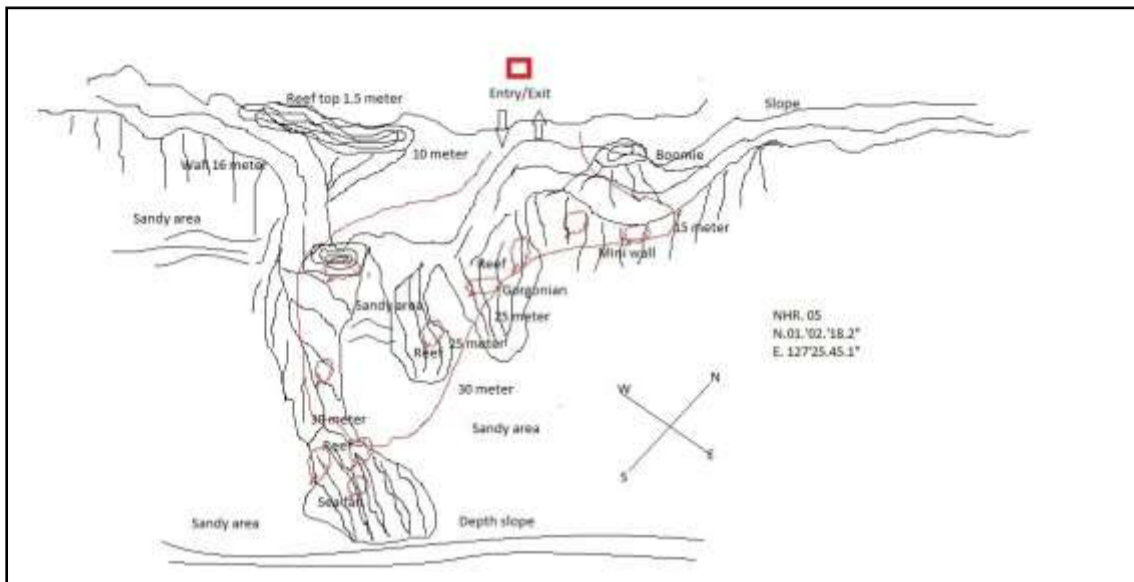 Entry/Exit
Reef top 1.5 meter
Slope
10 meter
Boomie
Wall 16 meter
Sandy area
15 meter
Mini wall
Reef
Gorgonian
Sandy area
25 meter
NHR. 05
N.01.'02.'18.2"
E. 127'25.45.1"
25 meter
Reef
30 meter
W
N
30 meter
Sandy area
Reef
E
S
Sea fan
Sandy area
Depth slope